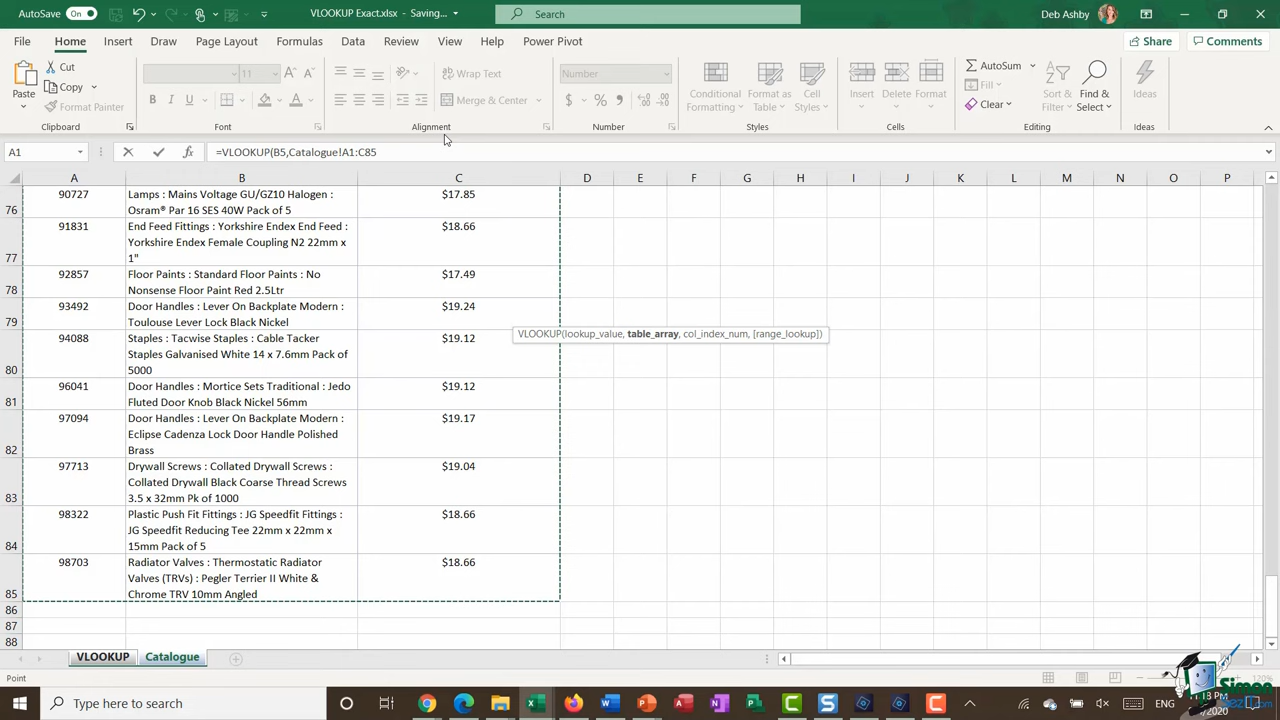 AutoSave On VLOOKUP Exact.xlsx - Saving... Search Deb Ashby
File Home Insert Draw Page Layout Formulas Data Review View Help Power Pivot Share Comments
Paste Cut Copy Format Painter 11 Wrap Text Merge & Center Number $ % Conditional Formatting Format as Table Cell Styles Insert Delete Format AutoSum Fill Clear Sort & Filter Find & Select Ideas
Clipboard Font Alignment Number Styles Cells Editing Ideas
A1 =VLOOKUP(B5,Catalogue!A1:C85
A B C D E F G H I J K L M N O P
90727 Lamps : Mains Voltage GU/GZ10 Halogen : $17.85
76 Osram® Par 16 SES 40W Pack of 5
91831 End Feed Fittings : Yorkshire Endex End Feed : $18.66
Yorkshire Endex Female Coupling N2 22mm x
77 1"
92857 Floor Paints : Standard Floor Paints : No $17.49
78 Nonsense Floor Paint Red 2.5Ltr
93492 Door Handles : Lever On Backplate Modern : $19.24
79 Toulouse Lever Lock Black Nickel
VLOOKUP(lookup_value, table_array, col_index_num, [range_lookup])
94088 Staples : Tacwise Staples : Cable Tacker $19.12
Staples Galvanised White 14 x 7.6mm Pack of
80 5000
96041 Door Handles : Mortice Sets Traditional : Jedo $19.12
81 Fluted Door Knob Black Nickel 56mm
97094 Door Handles : Lever On Backplate Modern : $19.17
Eclipse Cadenza Lock Door Handle Polished
82 Brass
97713 Drywall Screws : Collated Drywall Screws : $19.04
Collated Drywall Black Coarse Thread Screws
83 3.5 x 32mm Pk of 1000
98322 Plastic Push Fit Fittings : JG Speedfit Fittings : $18.66
JG Speedfit Reducing Tee 22mm x 22mm x
84 15mm Pack of 5
98703 Radiator Valves : Thermostatic Radiator $18.66
Valves (TRVs) : Pegler Terrier II White &
85 Chrome TRV 10mm Angled
86
87
88
VLOOKUP Catalogue
Point 120%
Type here to search